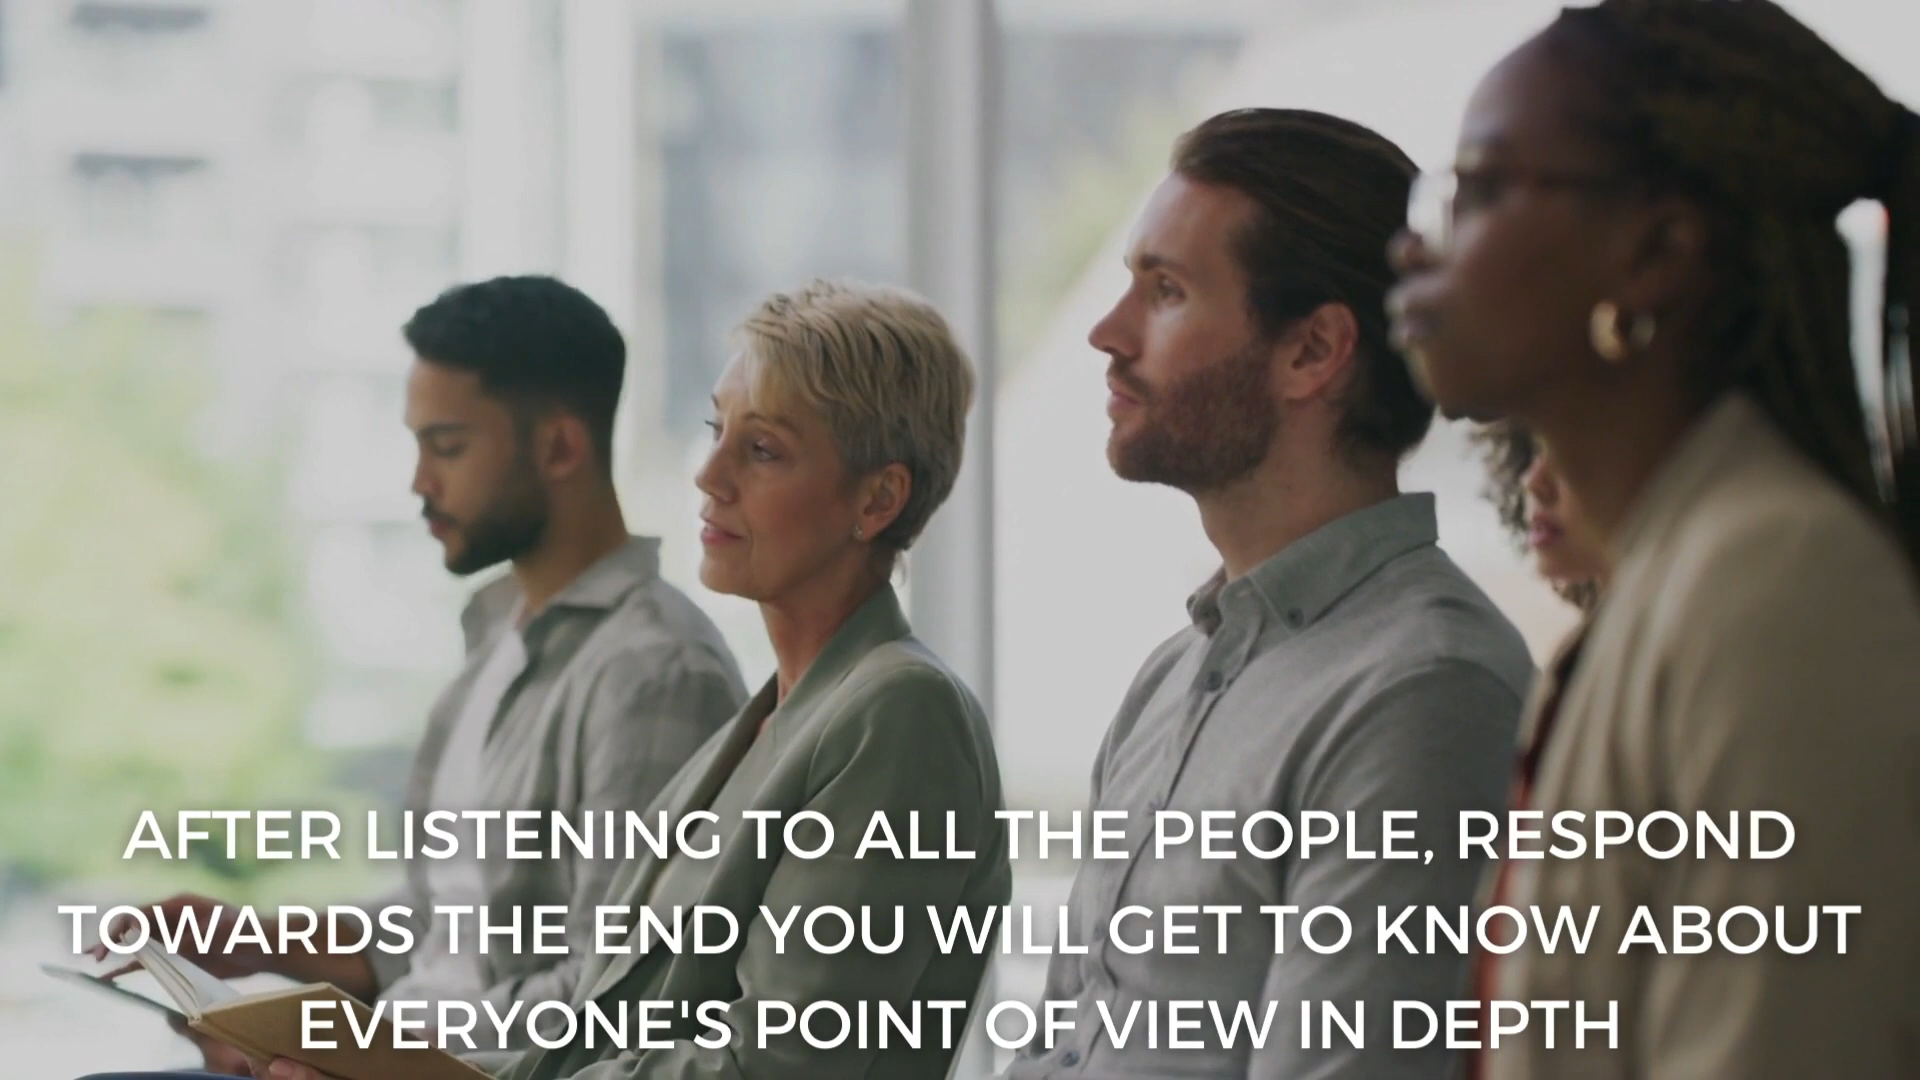 AFTER LISTENING TO ALL THE PEOPLE, RESPOND
TOWARDS THE END YOU WILL GET TO KNOW ABOUT
EVERYONE'S POINT OF VIEW IN DEPTH